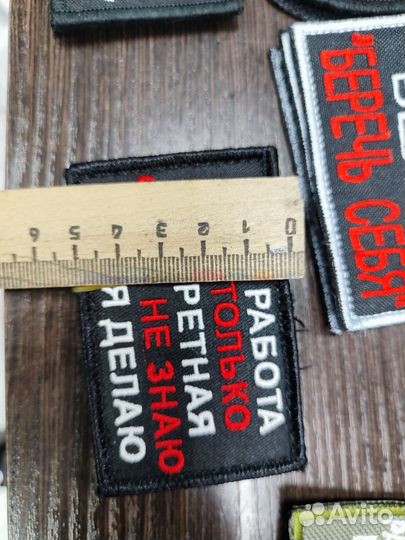 РАБОТА
ТОЛЬКО
РЕТНАЯ
НЕ ЗНАЮ
Я ДЕЛАЮ
0 1 2 3 4 5 6
БЕРЕЧЬ
СЕБЯ"
Avito